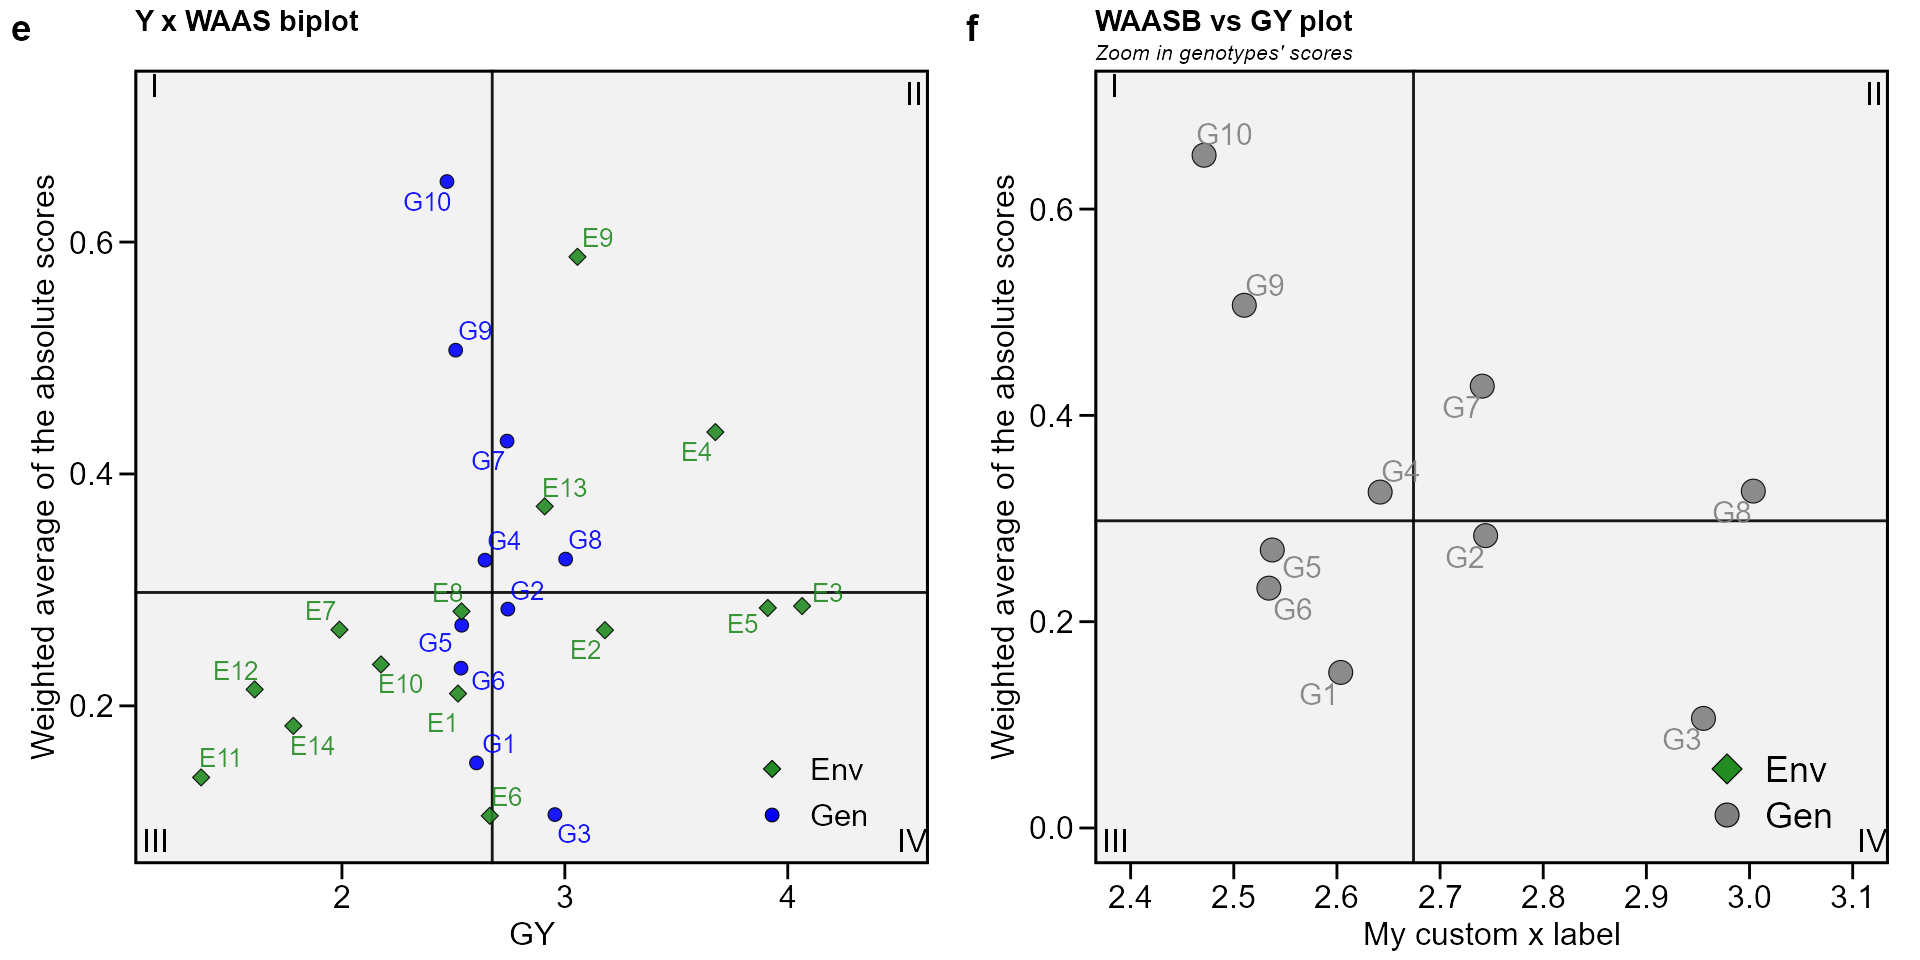 e
Y x WAAS biplot
I
II
G10
E9
G9
E4
G7
E13
G4
G8
E8
G2
E3
E7
E5
G5
E2
E12
E10
G6
E1
E14
E11
G1
E6
G3
Env
Gen
III
IV
0.6
0.4
0.2
2
3
4
GY
Weighted average of the absolute scores
f
WAASB vs GY plot
Zoom in genotypes' scores
I
II
G10
G9
G7
G4
G8
G2
G5
G6
G1
G3
Env
Gen
III
IV
0.6
0.4
0.2
0.0
2.4
2.5
2.6
2.7
2.8
2.9
3.0
3.1
My custom x label
Weighted average of the absolute scores